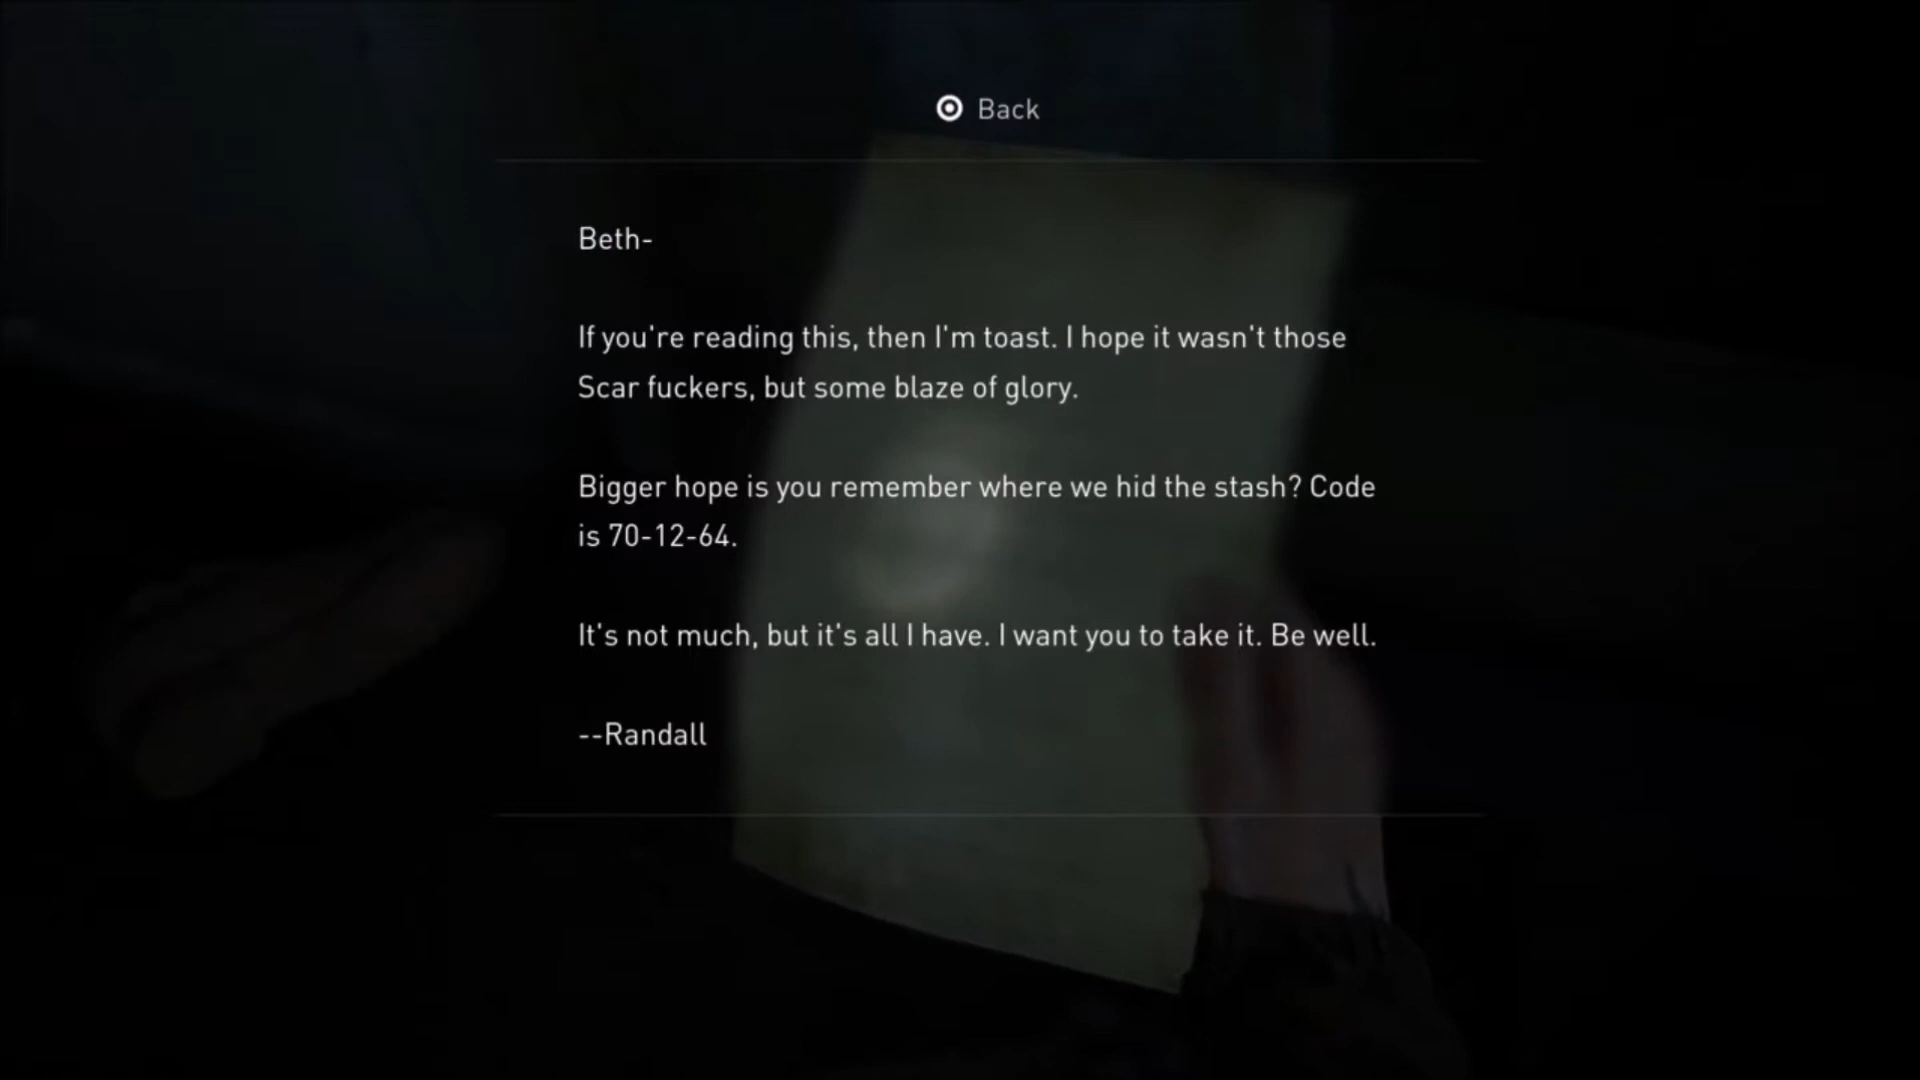 Back
Beth-
If you're reading this, then I'm toast. I hope it wasn't those
Scar fuckers, but some blaze of glory.
Bigger hope is you remember where we hid the stash? Code
is 70-12-64.
It's not much, but it's all I have. I want you to take it. Be well.
--Randall